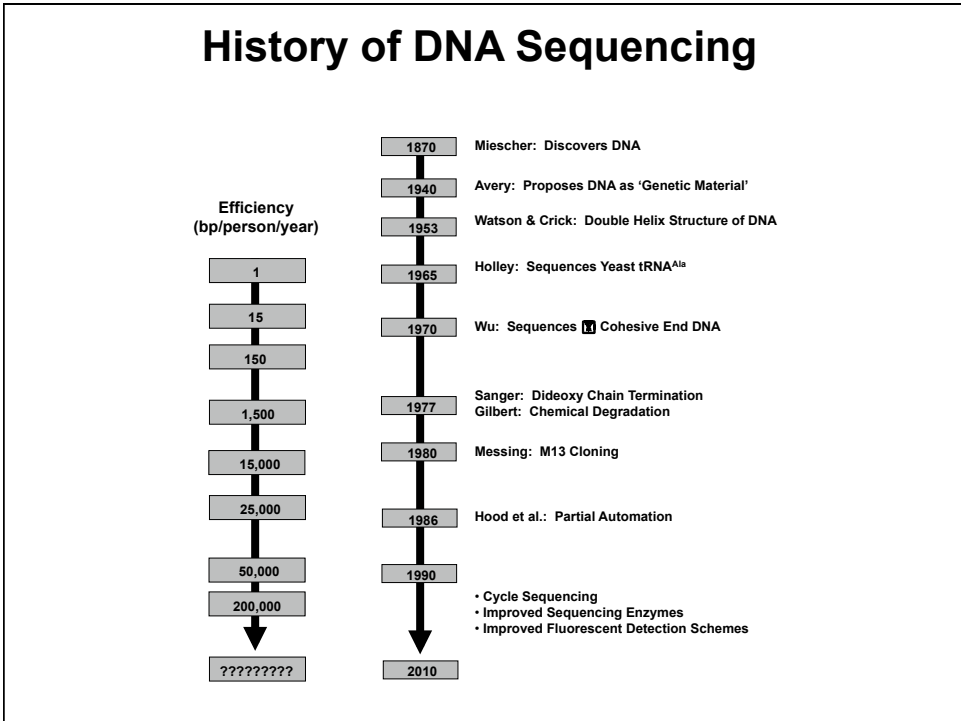 History of DNA Sequencing
Efficiency
(bp/person/year)
1
15
150
1,500
15,000
25,000
50,000
200,000
?????????
1870
Miescher: Discovers DNA
1940
Avery: Proposes DNA as ‘Genetic Material’
1953
Watson & Crick: Double Helix Structure of DNA
1965
Holley: Sequences Yeast tRNAᴬˡᵃ
1970
Wu: Sequences Cohesive End DNA
1977
Sanger: Dideoxy Chain Termination
Gilbert: Chemical Degradation
1980
Messing: M13 Cloning
1986
Hood et al.: Partial Automation
1990
• Cycle Sequencing
• Improved Sequencing Enzymes
• Improved Fluorescent Detection Schemes
2010